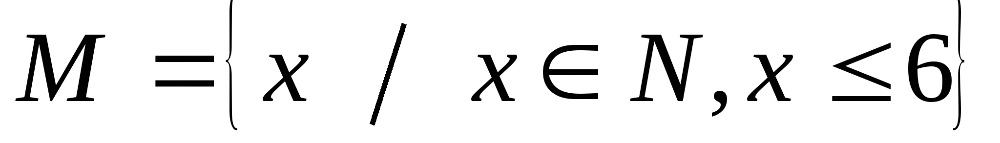 M = { x / x ∈ N, x ≤ 6 }